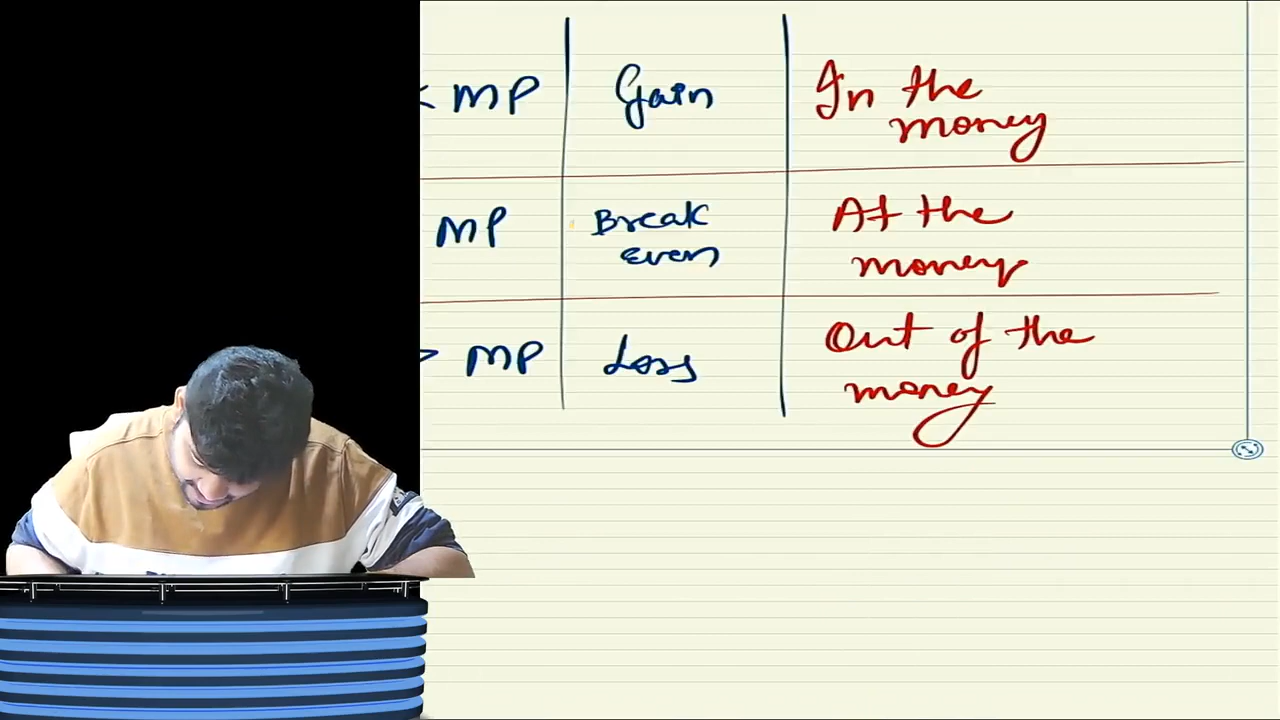 < MP Gain In the
money
MP Break
even At the
money
> MP Loss Out of the
money